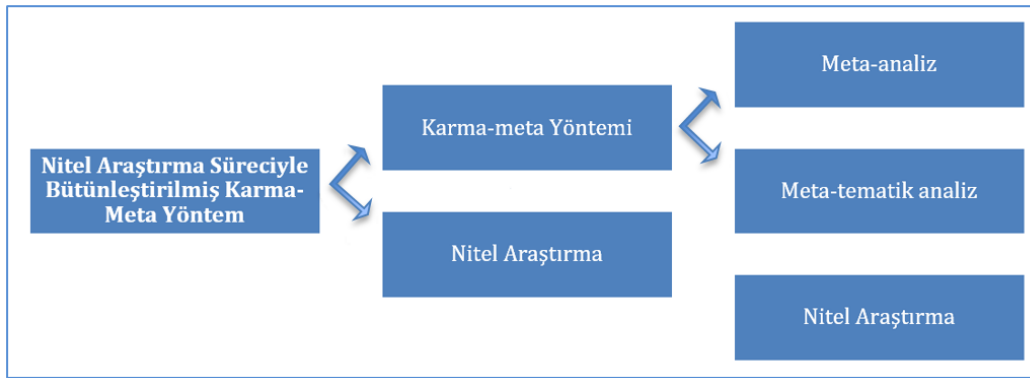 Nitel Araştırma Süreciyle
Bütünleştirilmiş Karma-
Meta Yöntem
Karma-meta Yöntemi
Nitel Araştırma
Meta-analiz
Meta-tematik analiz
Nitel Araştırma